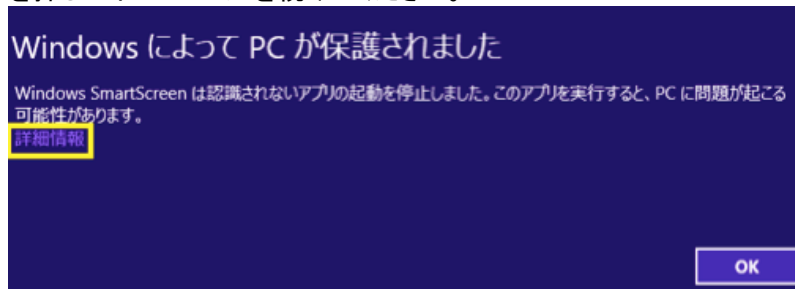 Windows によって PC が保護されました
Windows SmartScreen は認識されないアプリの起動を停止しました。このアプリを実行すると、PC に問題が起こる
可能性があります。
詳細情報
OK